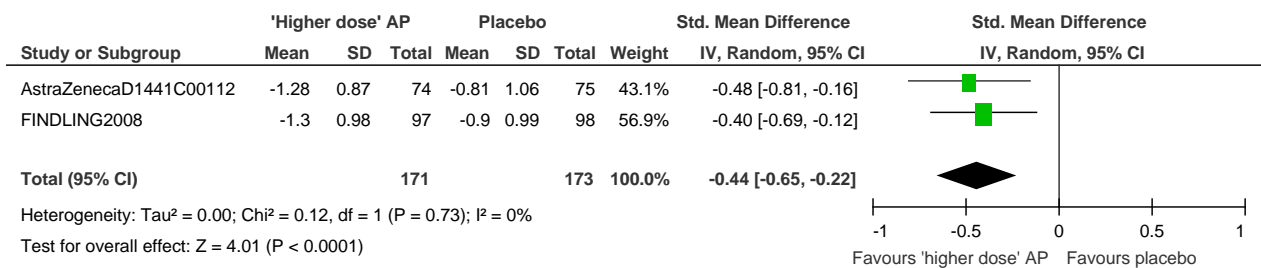 'Higher dose' AP Placebo Std. Mean Difference Std. Mean Difference
Study or Subgroup Mean SD Total Mean SD Total Weight IV, Random, 95% CI IV, Random, 95% CI
AstraZenecaD1441C00112 -1.28 0.87 74 -0.81 1.06 75 43.1% -0.48 [-0.81, -0.16]
FINDLING2008 -1.3 0.98 97 -0.9 0.99 98 56.9% -0.40 [-0.69, -0.12]
Total (95% CI) 171 173 100.0% -0.44 [-0.65, -0.22]
Heterogeneity: Tau² = 0.00; Chi² = 0.12, df = 1 (P = 0.73); I² = 0%
Test for overall effect: Z = 4.01 (P < 0.0001)
-1 -0.5 0 0.5 1
Favours 'higher dose' AP Favours placebo